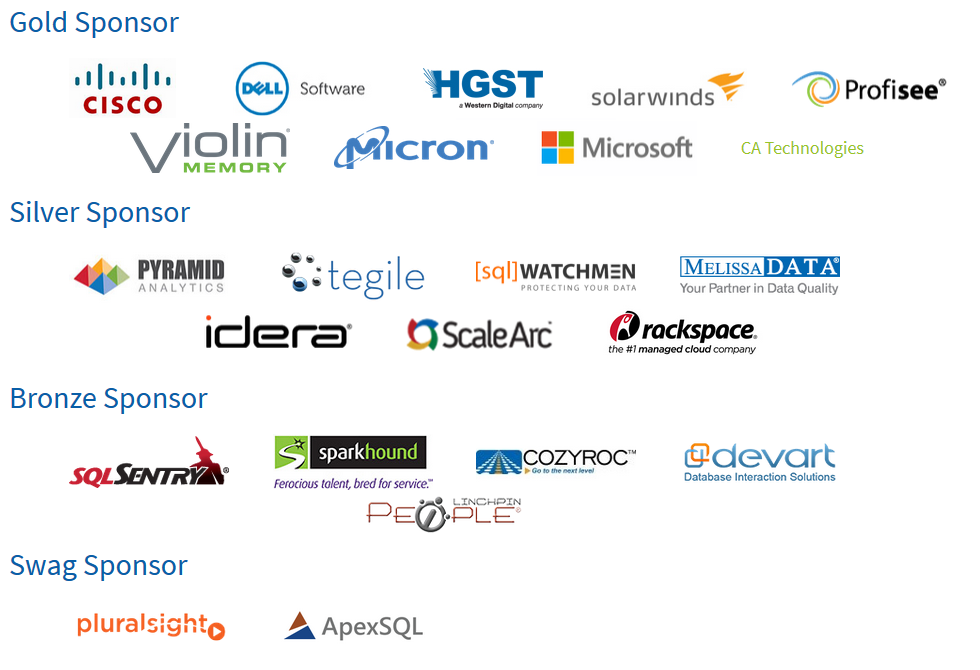 Gold Sponsor
CISCO
DELL Software
HGST
a Western Digital company
solarwinds
Profisee®
Violin®
MEMORY
Micron®
Microsoft
CA Technologies
Silver Sponsor
PYRAMID
ANALYTICS
tegile
[sql]WATCHMEN
PROTECTING YOUR DATA
MELISSA DATA®
Your Partner in Data Quality
idera®
ScaleArc™
rackspace®
the #1 managed cloud company
Bronze Sponsor
SQL SENTRY®
sparkhound
Ferocious talent, bred for service.™
COZYROC™
Go to the next level
devart
Database Interaction Solutions
LINCHPIN
PEOPLE®
Swag Sponsor
pluralsight
ApexSQL